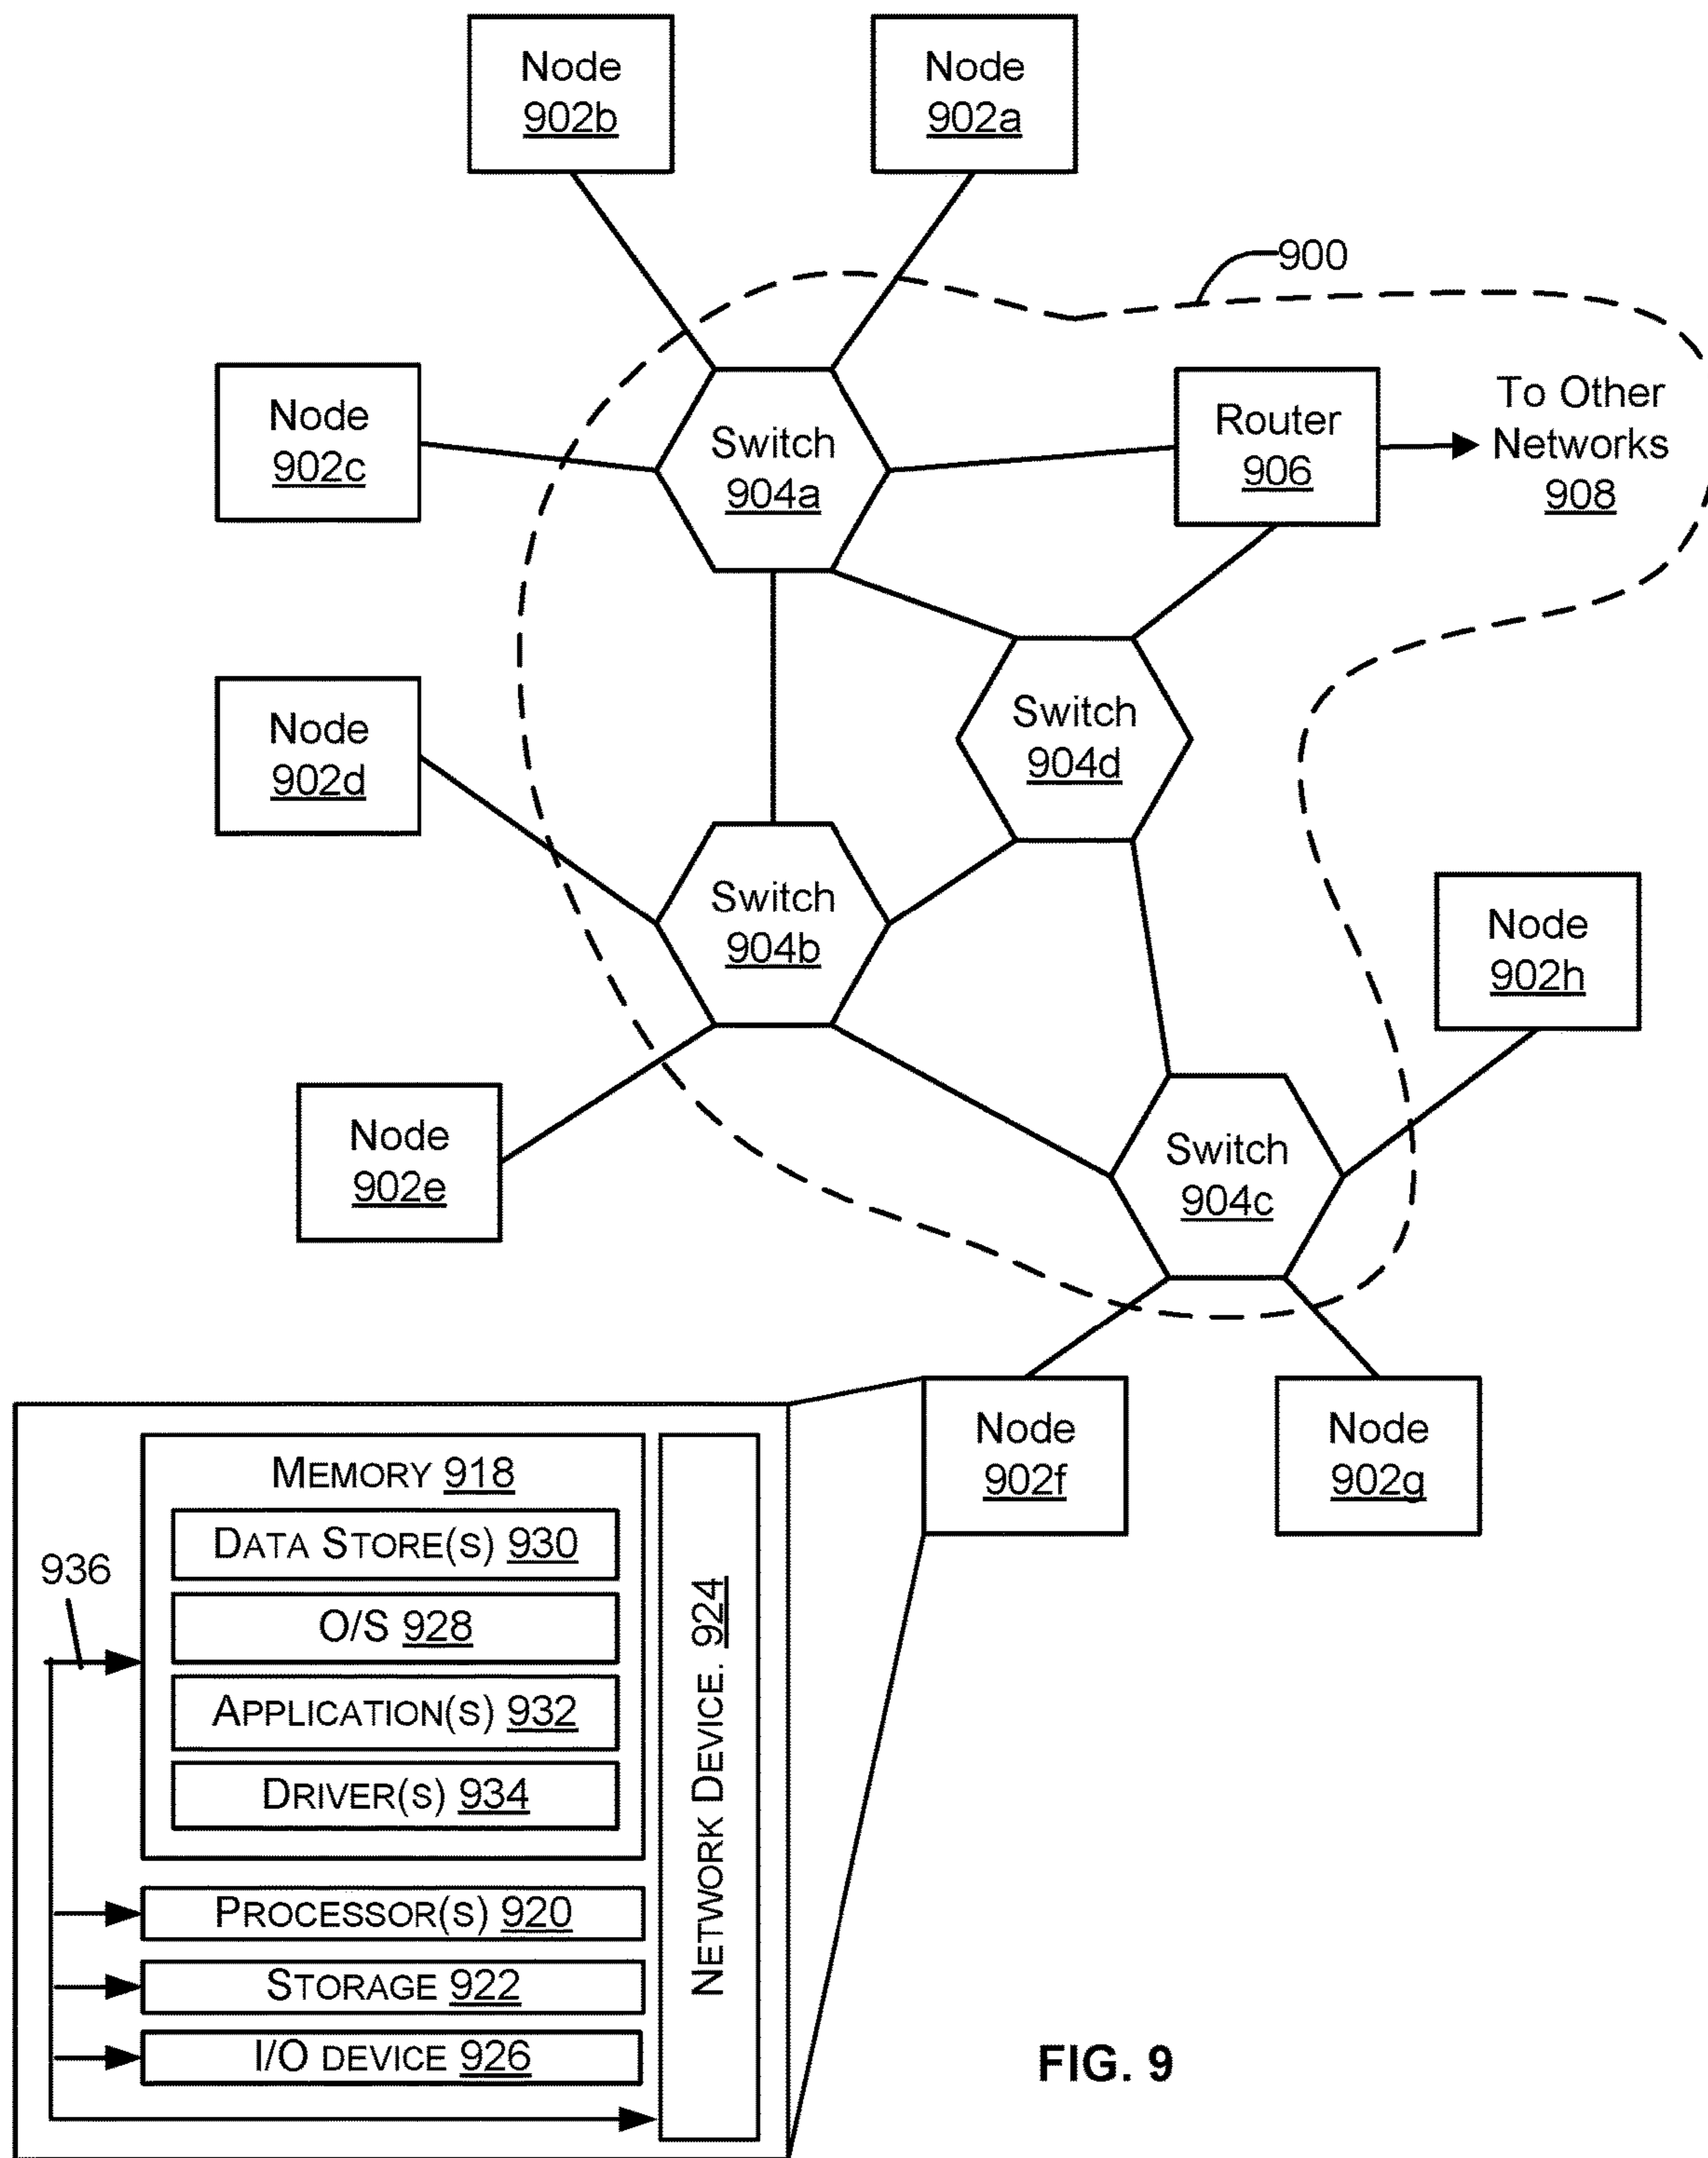 Node
902b
Node
902a
900
Node
902c
Switch
904a
Router
906
To Other
Networks
908
Node
902d
Switch
904d
Switch
904b
Node
902h
Node
902e
Switch
904c
Node
902f
Node
902g
MEMORY 918
DATA STORE(S) 930
936
O/S 928
APPLICATION(S) 932
DRIVER(S) 934
NETWORK DEVICE. 924
PROCESSOR(S) 920
STORAGE 922
I/O DEVICE 926
FIG. 9